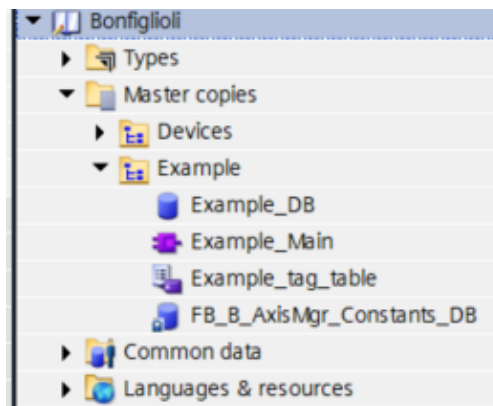 Bonfiglioli
Types
Master copies
Devices
Example
Example_DB
Example_Main
Example_tag_table
FB_B_AxisMgr_Constants_DB
Common data
Languages & resources